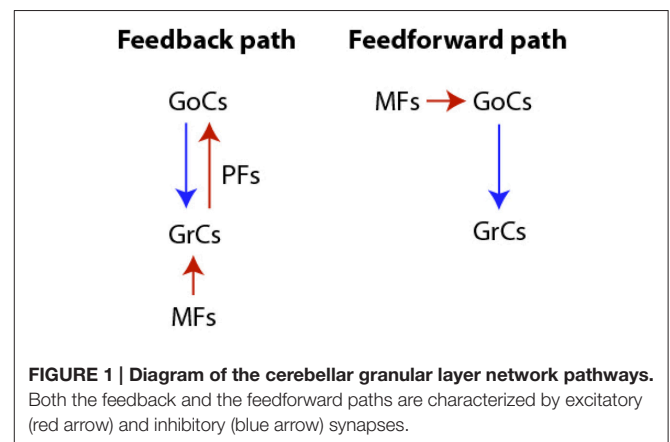 Feedback path
Feedforward path
GoCs
PFs
GrCs
MFs
MFs
GoCs
GrCs
FIGURE 1 | Diagram of the cerebellar granular layer network pathways.
Both the feedback and the feedforward paths are characterized by excitatory
(red arrow) and inhibitory (blue arrow) synapses.